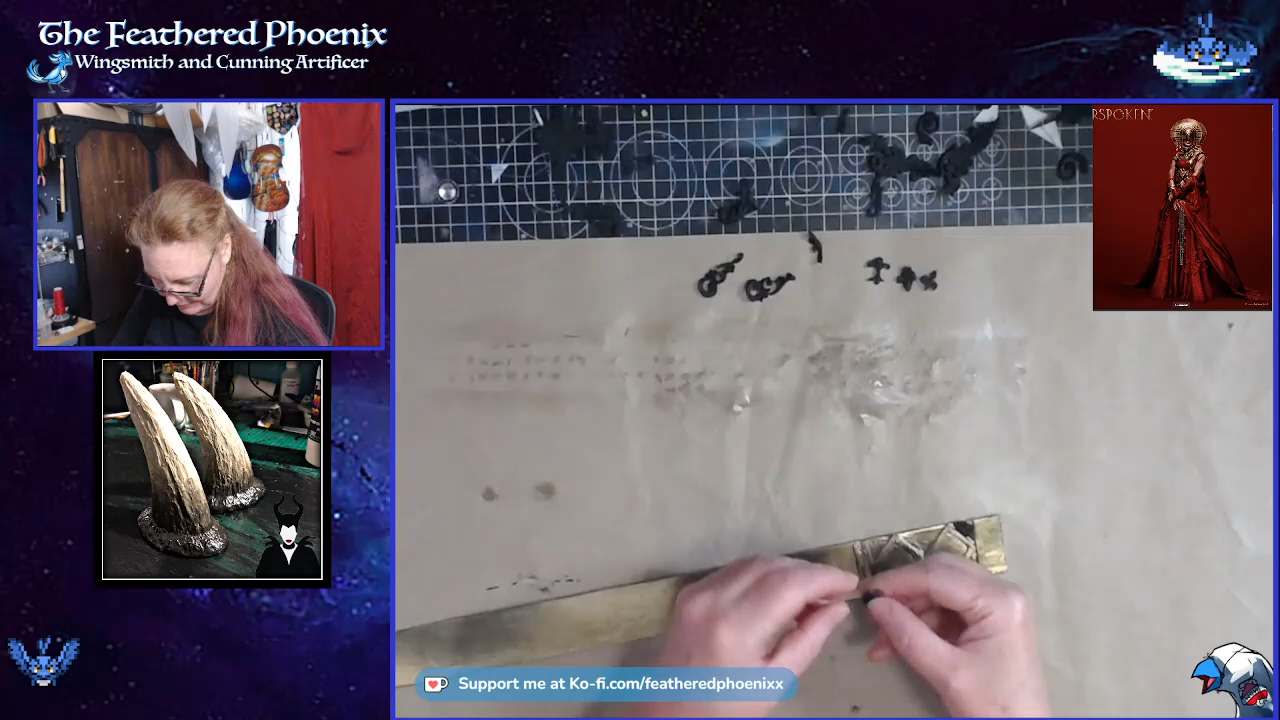 The Feathered Phoenix
Wingsmith and Cunning Artificer
RSPOKEN
Support me at Ko-fi.com/featheredphoenixx